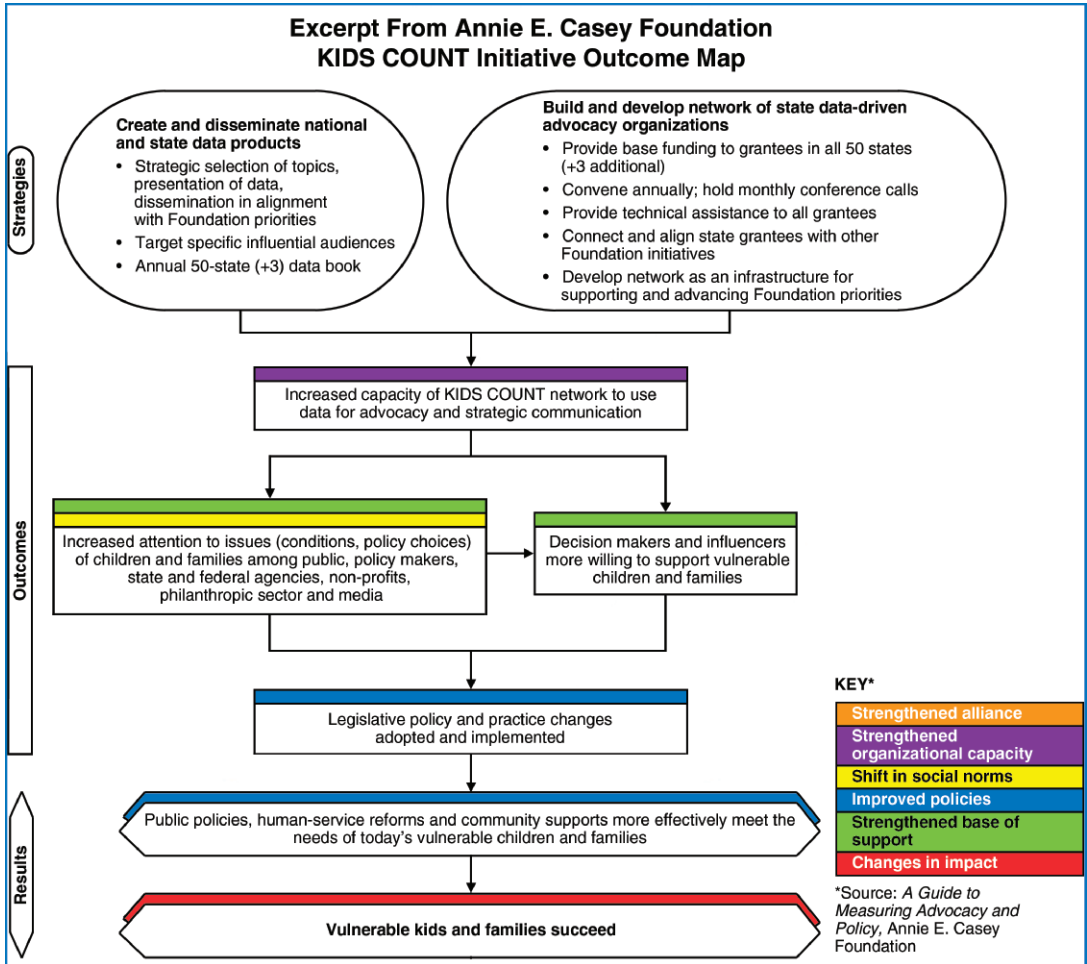 Excerpt From Annie E. Casey Foundation
KIDS COUNT Initiative Outcome Map
Strategies
Create and disseminate national
and state data products
• Strategic selection of topics,
presentation of data,
dissemination in alignment
with Foundation priorities
• Target specific influential audiences
• Annual 50-state (+3) data book
Build and develop network of state data-driven
advocacy organizations
• Provide base funding to grantees in all 50 states
(+3 additional)
• Convene annually; hold monthly conference calls
• Provide technical assistance to all grantees
• Connect and align state grantees with other
Foundation initiatives
• Develop network as an infrastructure for
supporting and advancing Foundation priorities
Outcomes
Increased capacity of KIDS COUNT network to use
data for advocacy and strategic communication
Increased attention to issues (conditions, policy choices)
of children and families among public, policy makers,
state and federal agencies, non-profits,
philanthropic sector and media
Decision makers and influencers
more willing to support vulnerable
children and families
Legislative policy and practice changes
adopted and implemented
Results
Public policies, human-service reforms and community supports more effectively meet the
needs of today's vulnerable children and families
Vulnerable kids and families succeed
KEY*
Strengthened alliance
Strengthened
organizational capacity
Shift in social norms
Improved policies
Strengthened base of
support
Changes in impact
*Source: A Guide to
Measuring Advocacy and
Policy, Annie E. Casey
Foundation